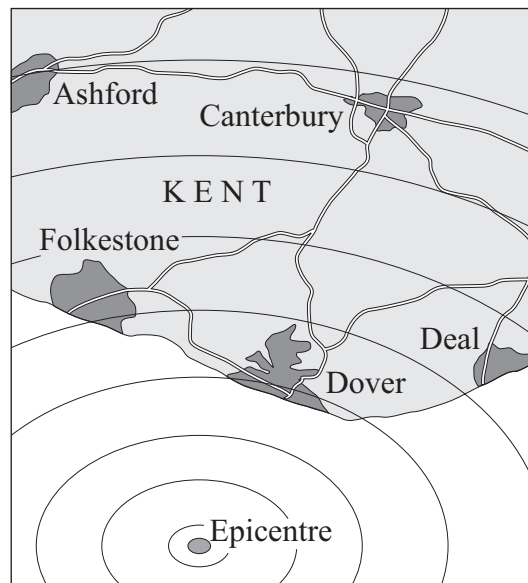 Ashford
Canterbury
K E N T
Folkestone
Deal
Dover
Epicentre